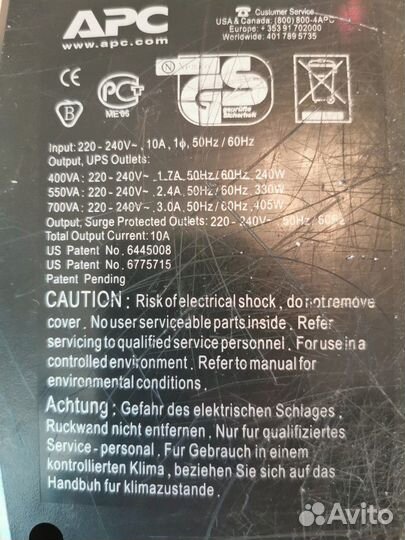 APC
www.apc.com
Customer Service
USA & Canada: (800) 800-4APC
Europe: +353 91 702000
Worldwide: 401 789 5735
CE
B
PCT
ME06
GS
geprüfte
Sicherheit
Input: 220-240V~, 10A, 1ϕ, 50Hz/60Hz
Output, UPS Outlets:
400VA: 220-240V~ 1.7A, 50Hz/60Hz, 240W
550VA: 220-240V~ 2.4A, 50Hz/60Hz, 330W
700VA: 220-246V~ 3.0A, 50Hz/60Hz, 405W
Output, Surge Protected Outlets: 220-240V~ 50Hz/60Hz
Total Output Current: 10A
US Patent No. 6445008
US Patent No. 6775715
Patent Pending
CAUTION: Risk of electrical shock, do not remove
cover. No user serviceable parts inside. Refer
servicing to qualified service personnel. For use in a
controlled environment. Refer to manual for
environmental conditions.
Achtung: Gefahr des elektrischen Schlages.
Ruckwand nicht entfernen. Nur fur qualifiziertes
Service-personal. Fur Gebrauch in einem
kontrollierten Klima, beziehen Sie sich auf das
Handbuh fur klimazustande.
Avito